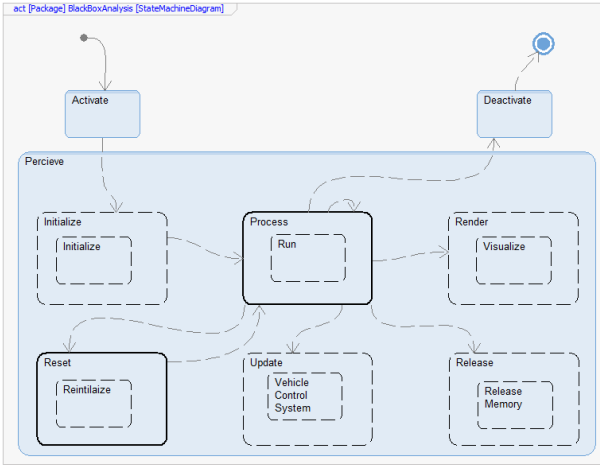 act [Package] BlackBoxAnalysis [StateMachineDiagram]
Activate
Deactivate
Percieve
Initialize
Initialize
Process
Run
Render
Visualize
Reset
Reintilaize
Update
Vehicle
Control
System
Release
Release
Memory